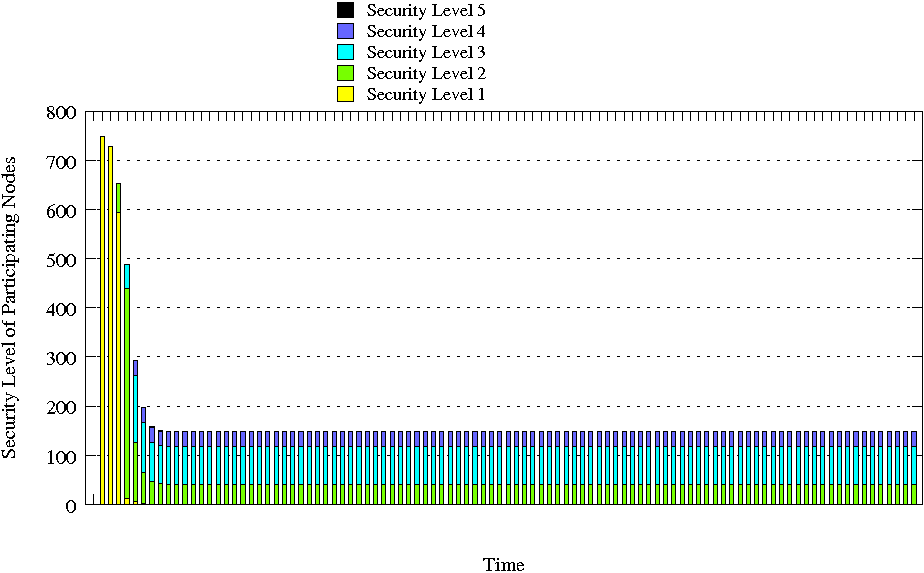 Security Level 5
Security Level 4
Security Level 3
Security Level 2
Security Level 1
800
700
600
500
400
300
200
100
0
Security Level of Participating Nodes
Time